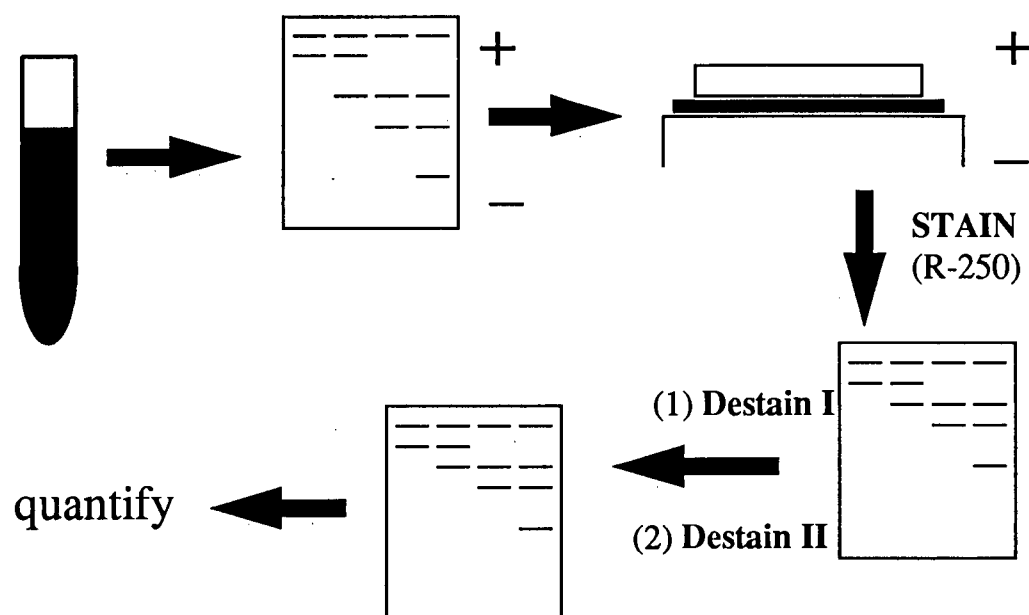 +
−
+
−
STAIN
(R-250)
(1) Destain I
(2) Destain II
quantify